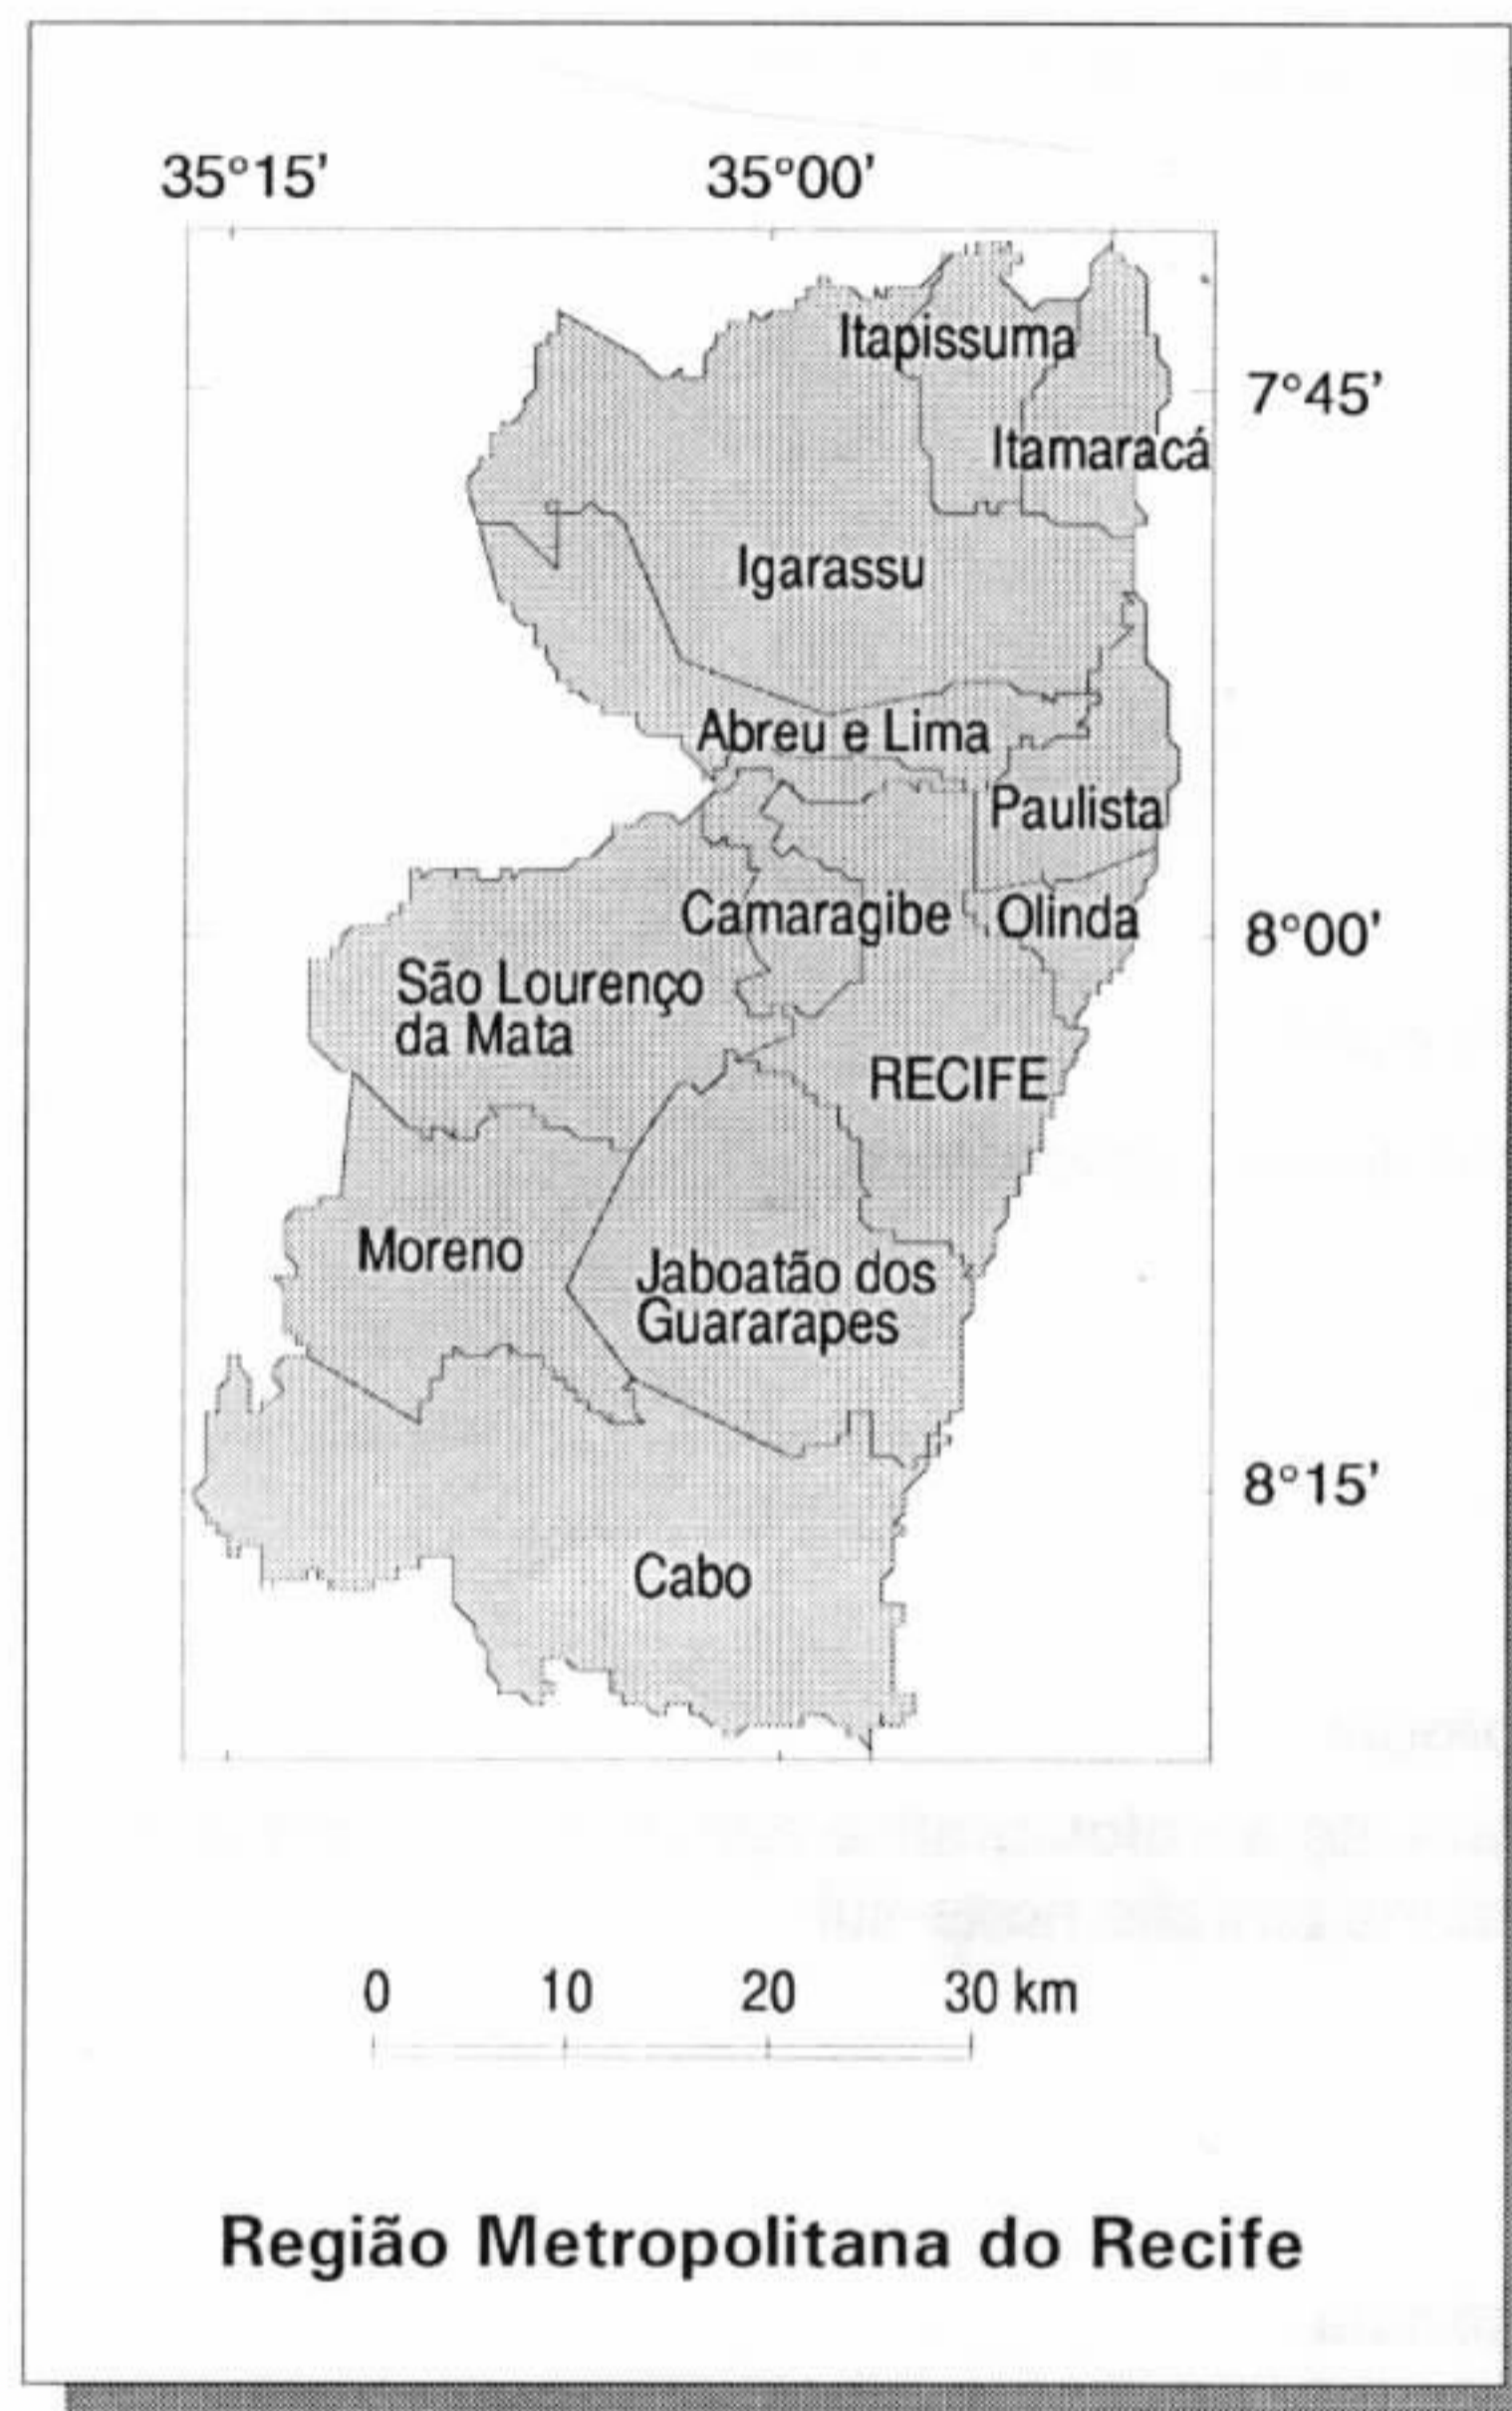 35°15' 35°00'
Itapissuma
7°45'
Itamaracá
Igarassu
Abreu e Lima
Paulista
Camaragibe Olinda
8°00'
São Lourenço
da Mata
RECIFE
Moreno
Jaboatão dos
Guararapes
8°15'
Cabo
0 10 20 30 km
Região Metropolitana do Recife